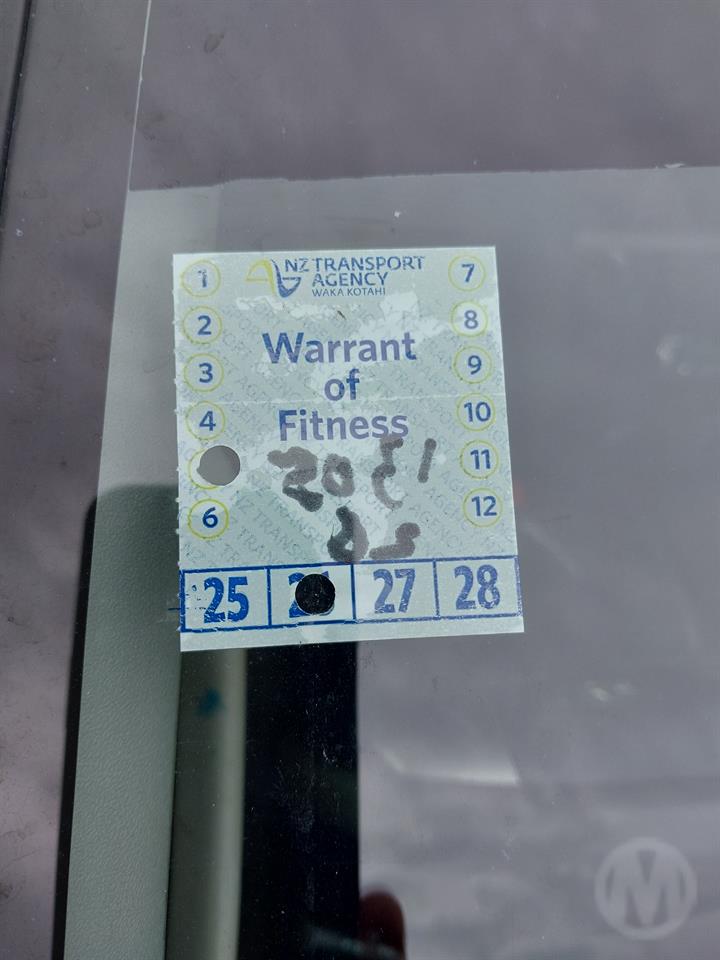 NZ TRANSPORT
AGENCY
WAKA KOTAHI
1
2
3
4
6
7
8
9
10
11
12
Warrant
of
Fitness
25 27 28
M